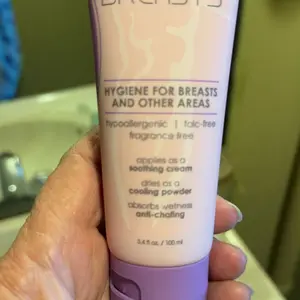 BREASTS
HYGIENE FOR BREASTS
AND OTHER AREAS
hypoallergenic | talc-free
fragrance free
applies as a
soothing cream
dries as a
cooling powder
absorbs wetness
anti-chafing
3.4 fl oz. / 100 ml